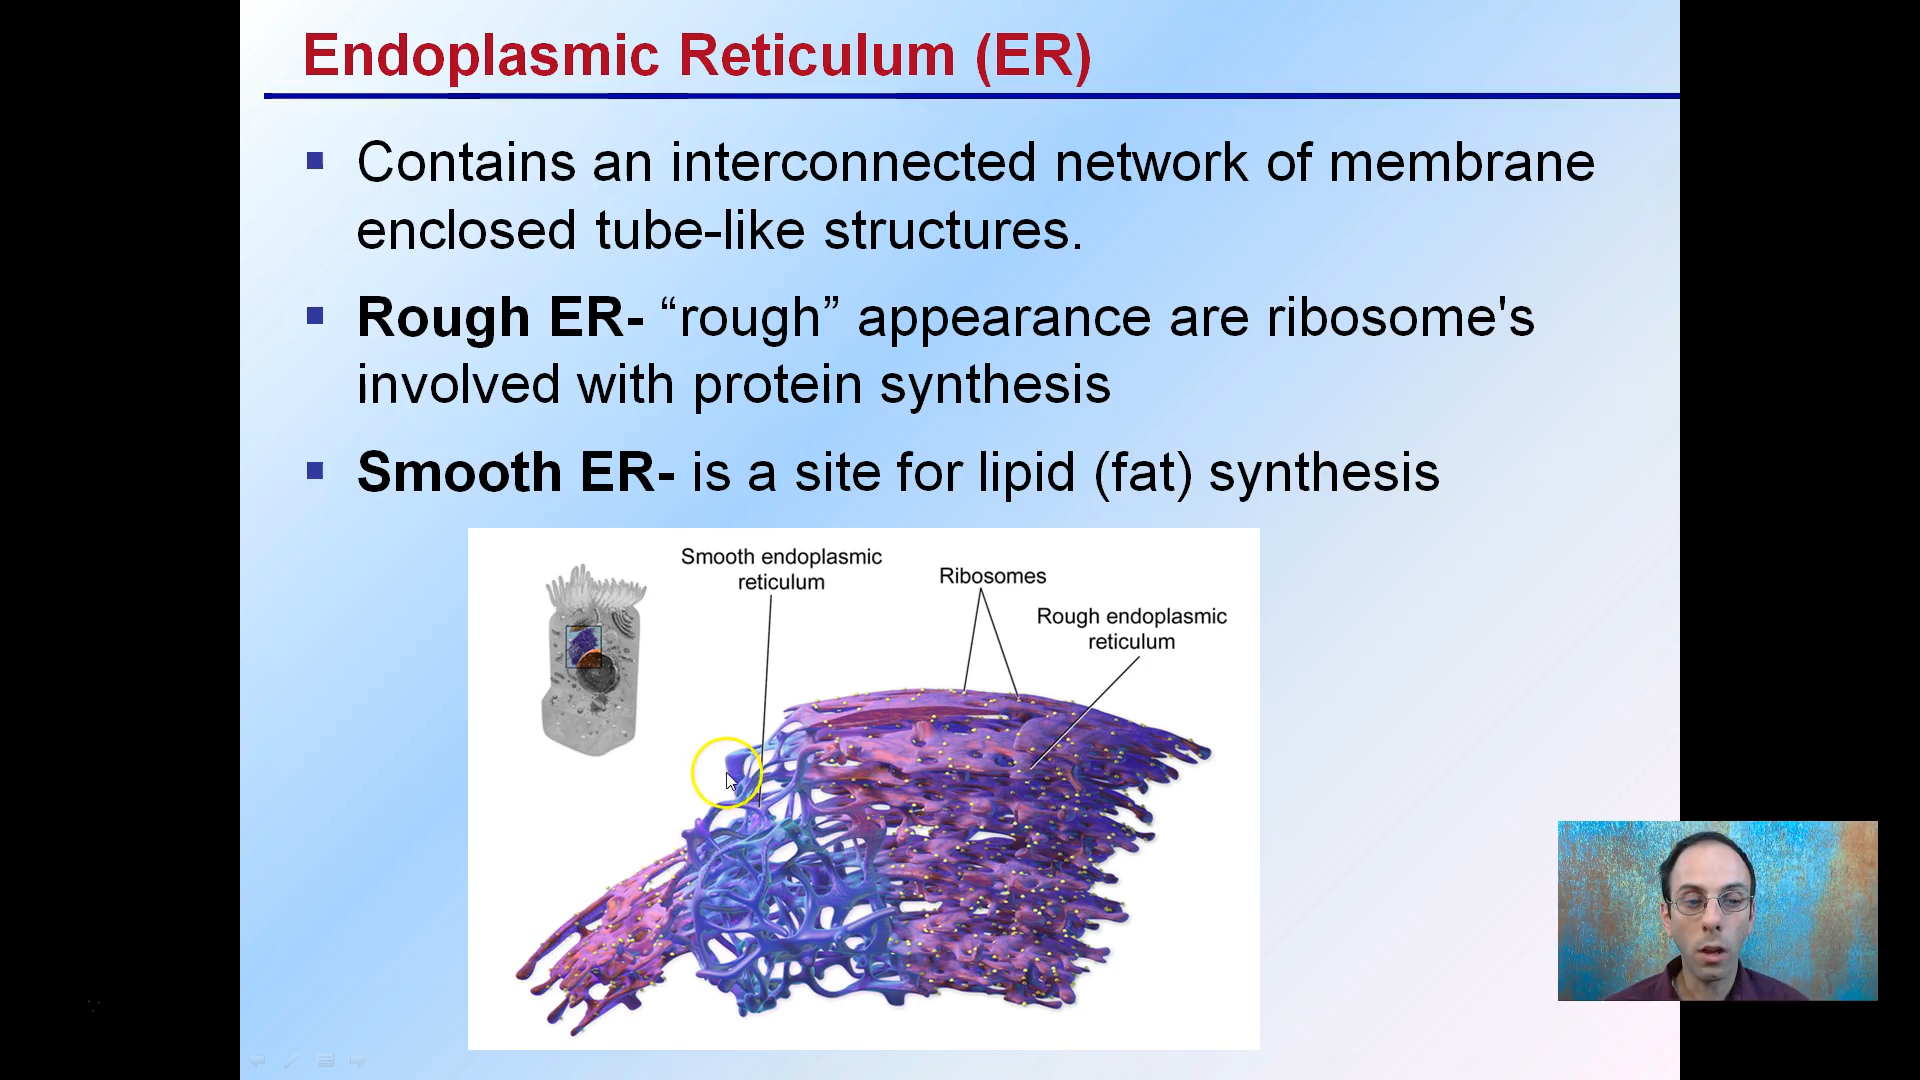 Endoplasmic Reticulum (ER)
Contains an interconnected network of membrane
enclosed tube-like structures.
Rough ER- “rough” appearance are ribosome's
involved with protein synthesis
Smooth ER- is a site for lipid (fat) synthesis
Smooth endoplasmic
reticulum
Ribosomes
Rough endoplasmic
reticulum